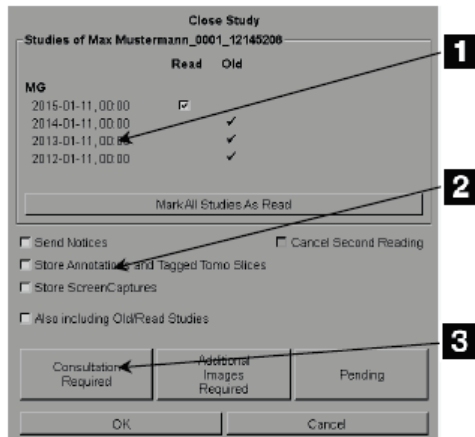 Close Study
Studies of Max Mustermann_0001_12145206
Read Old
MG
2015-01-11, 00:00
2014-01-11, 00:00
2013-01-11, 00:00
2012-01-11, 00:00
Mark All Studies As Read
Send Notices
Cancel Second Reading
Store Annotations and Tagged Tomo Slices
Store ScreenCaptures
Also including Old/Read Studies
Consultation
Required
Additional
Images
Required
Pending
OK
Cancel
1
2
3